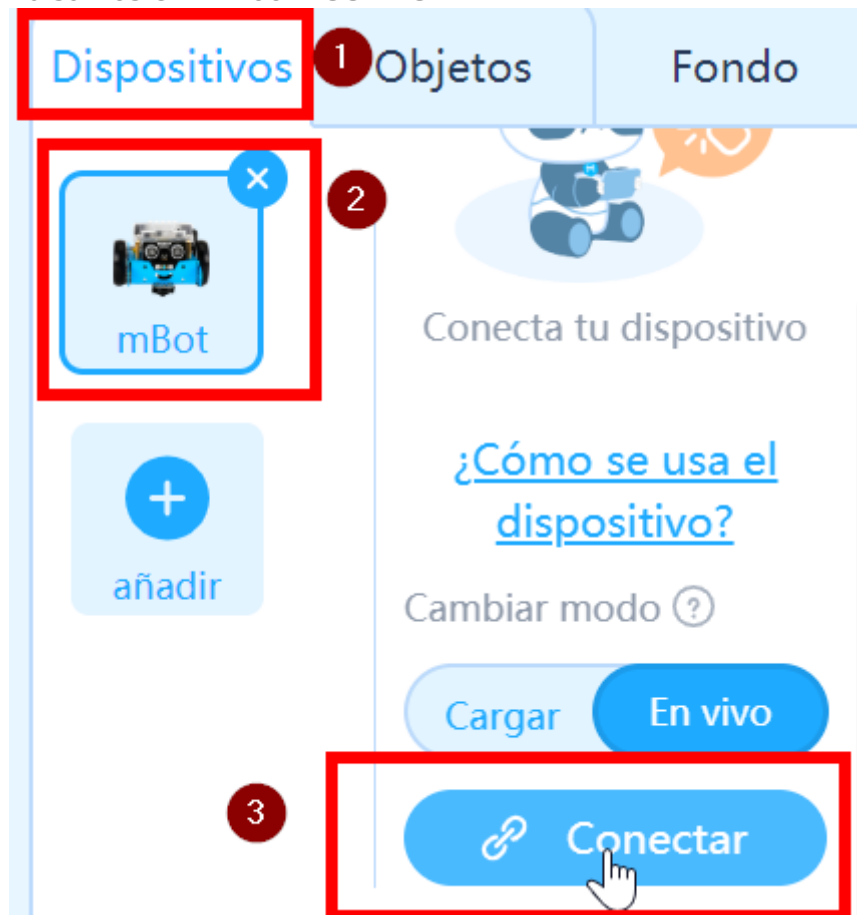 Dispositivos 1 Objetos Fondo
2
mBot
Conecta tu dispositivo
¿Cómo se usa el
dispositivo?
añadir
Cambiar modo ?
Cargar En vivo
3
Conectar